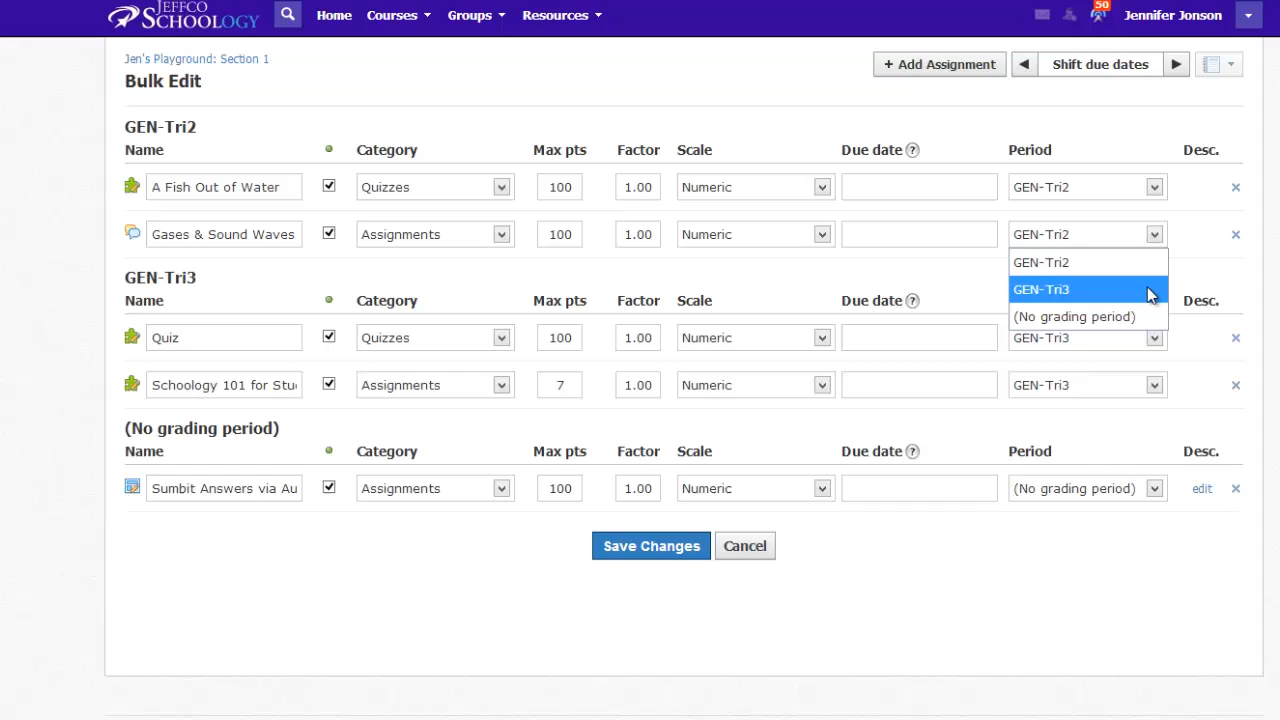 JEFFCO
SCHOOLOGY
Home Courses Groups Resources
50
Jennifer Jonson
Jen's Playground: Section 1
Bulk Edit
+ Add Assignment
Shift due dates
GEN-Tri2
Name Category Max pts Factor Scale Due date ? Period Desc.
A Fish Out of Water Quizzes 100 1.00 Numeric GEN-Tri2 ×
Gases & Sound Waves Assignments 100 1.00 Numeric GEN-Tri2 ×
GEN-Tri2
GEN-Tri3
(No grading period)
GEN-Tri3
Name Category Max pts Factor Scale Due date ? Desc.
Quiz Quizzes 100 1.00 Numeric GEN-Tri3 ×
Schoology 101 for Stu Assignments 7 1.00 Numeric GEN-Tri3 ×
(No grading period)
Name Category Max pts Factor Scale Due date ? Period Desc.
Sumbit Answers via Au Assignments 100 1.00 Numeric (No grading period) edit ×
Save Changes Cancel